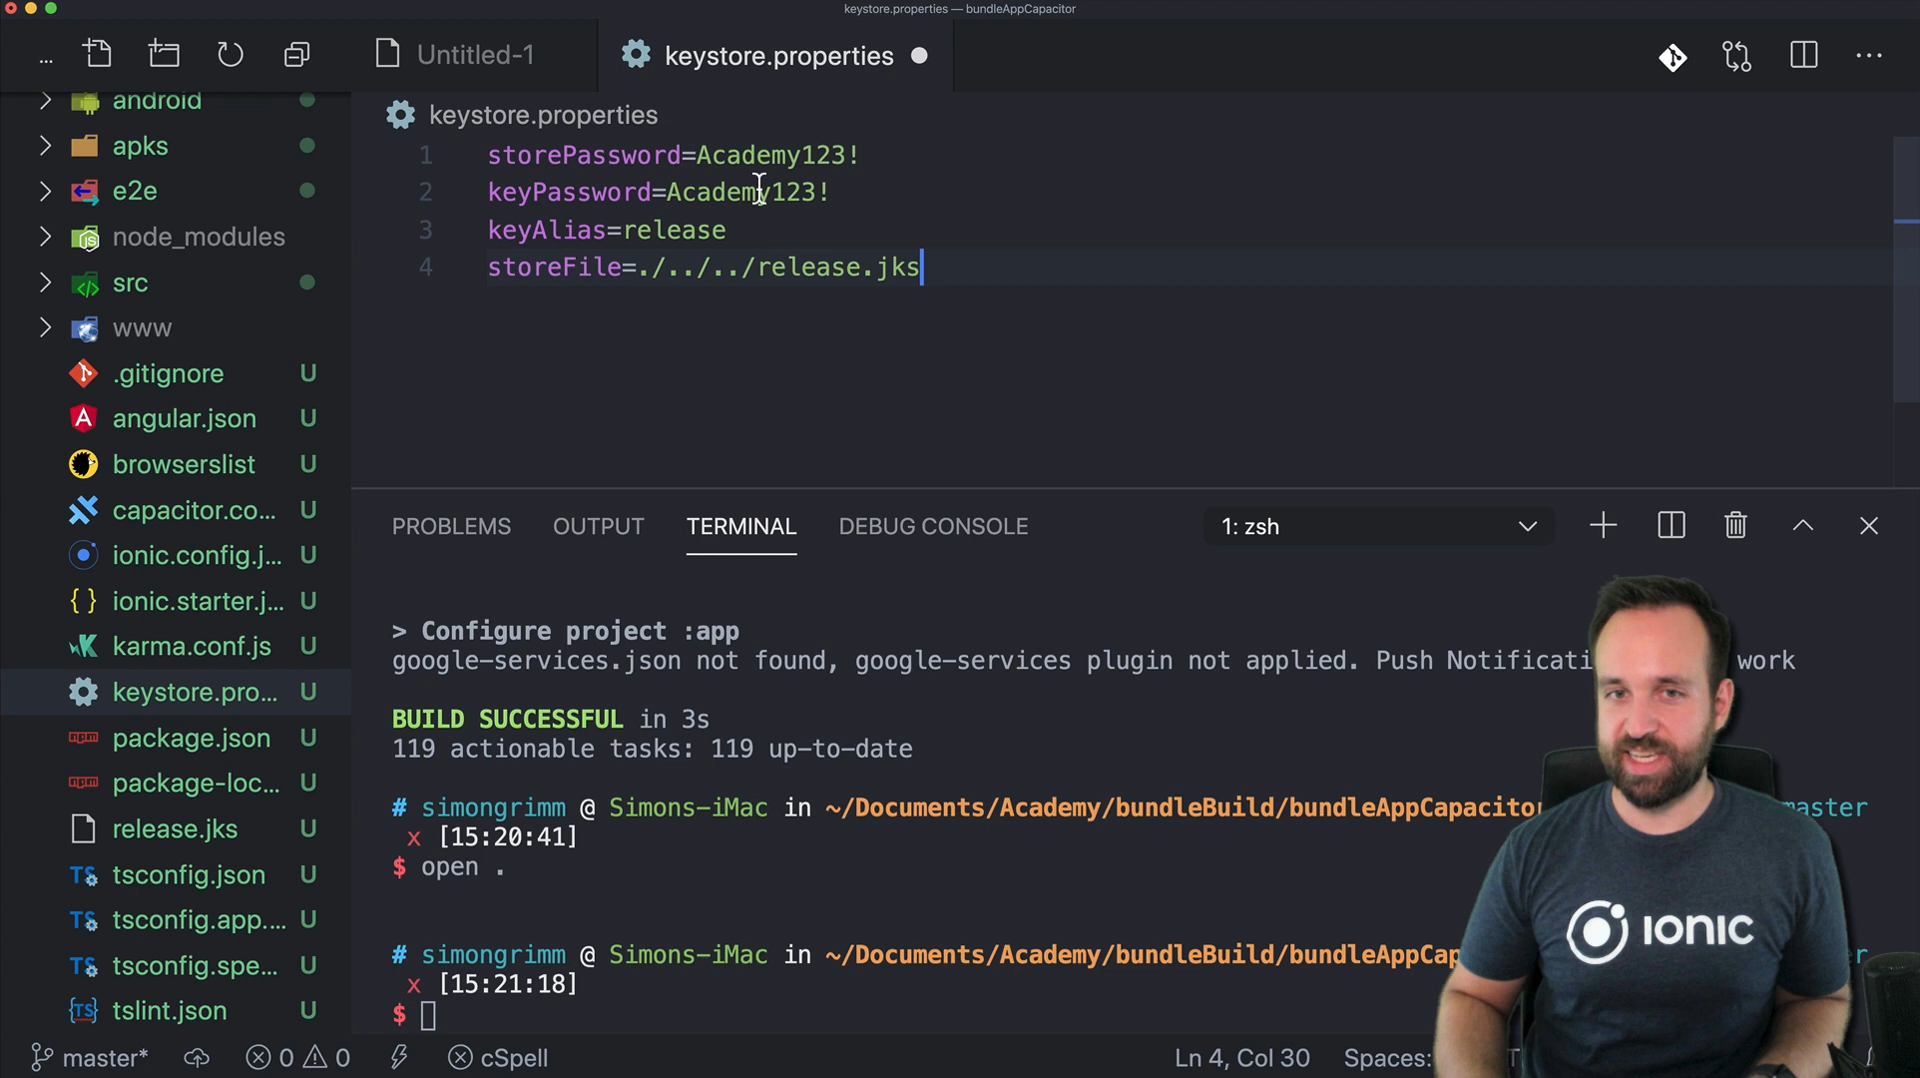 keystore.properties — bundleAppCapacitor
...
Untitled-1
keystore.properties
android
apks
e2e
node_modules
src
www
.gitignore U
angular.json U
browserslist U
capacitor.co... U
ionic.config.j... U
ionic.starter.j... U
karma.conf.js U
keystore.pro... U
package.json U
package-loc... U
release.jks U
tsconfig.json U
tsconfig.app.... U
tsconfig.spe... U
tslint.json U
keystore.properties
1 storePassword=Academy123!
2 keyPassword=Academy123!
3 keyAlias=release
4 storeFile=./../../release.jks
PROBLEMS OUTPUT TERMINAL DEBUG CONSOLE 1: zsh
> Configure project :app
google-services.json not found, google-services plugin not applied. Push Notificati work
BUILD SUCCESSFUL in 3s
119 actionable tasks: 119 up-to-date
# simongrimm @ Simons-iMac in ~/Documents/Academy/bundleBuild/bundleAppCapacitor master
x [15:20:41]
$ open .
# simongrimm @ Simons-iMac in ~/Documents/Academy/bundleBuild/bundleAppCap
x [15:21:18]
$
ionic
master* 0 0 cSpell Ln 4, Col 30 Spaces: